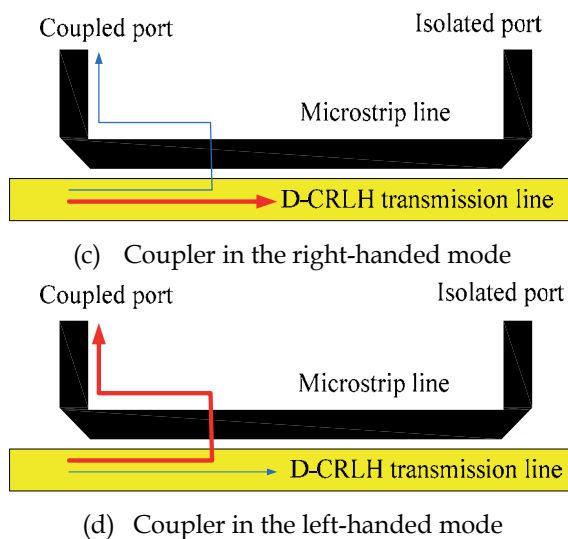 Coupled port
Isolated port
Microstrip line
D-CRLH transmission line
(c) Coupler in the right-handed mode
Coupled port
Isolated port
Microstrip line
D-CRLH transmission line
(d) Coupler in the left-handed mode